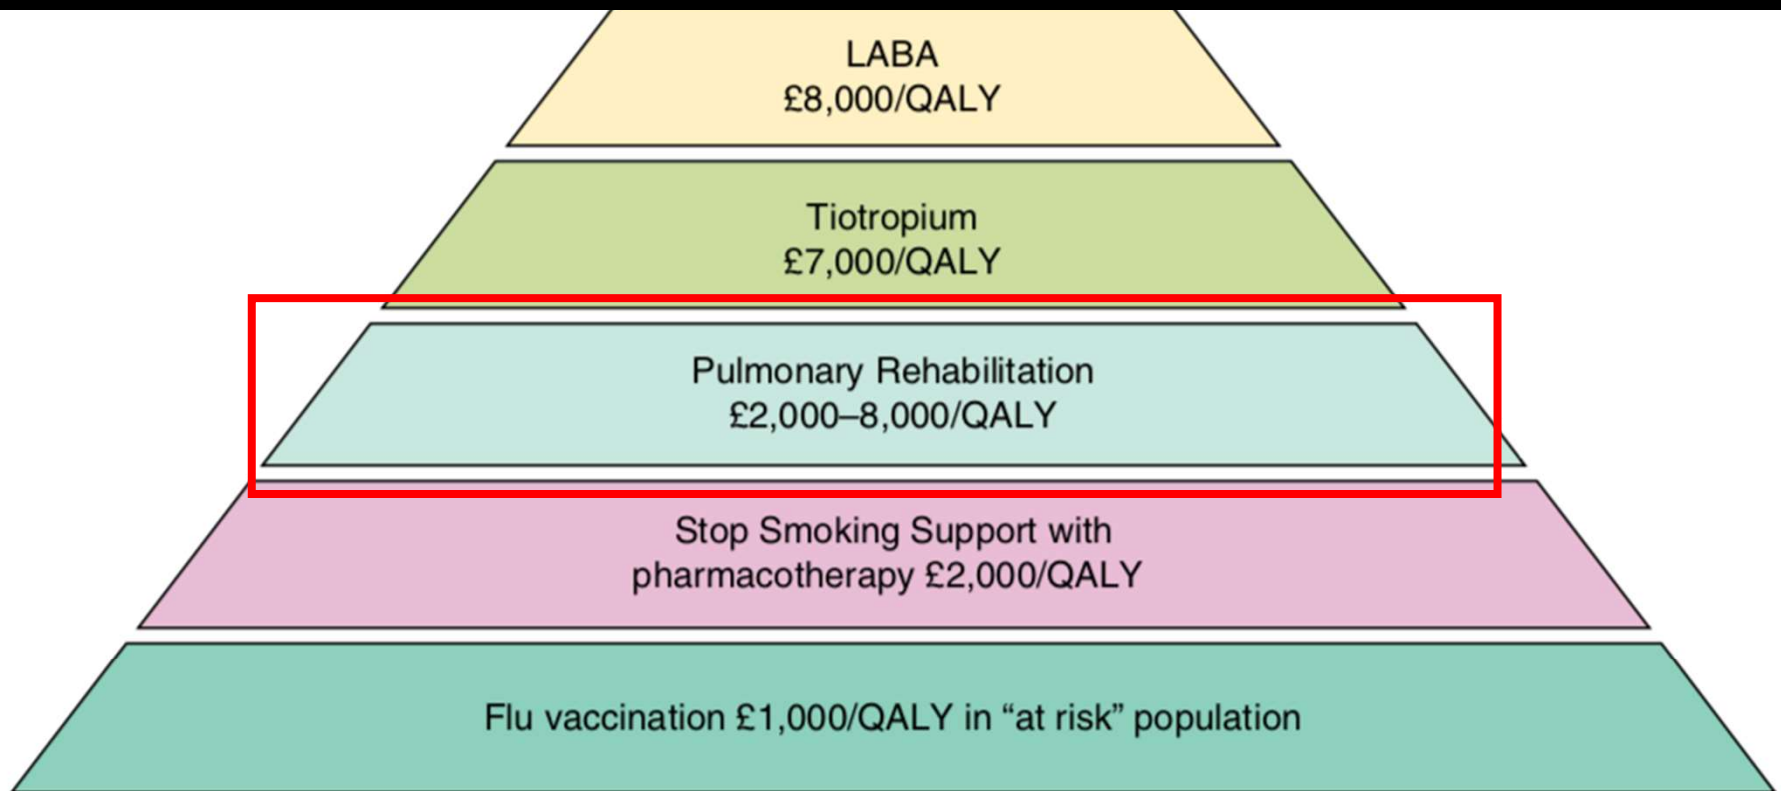 LABA
£8,000/QALY
Tiotropium
£7,000/QALY
Pulmonary Rehabilitation
£2,000–8,000/QALY
Stop Smoking Support with
pharmacotherapy £2,000/QALY
Flu vaccination £1,000/QALY in “at risk” population